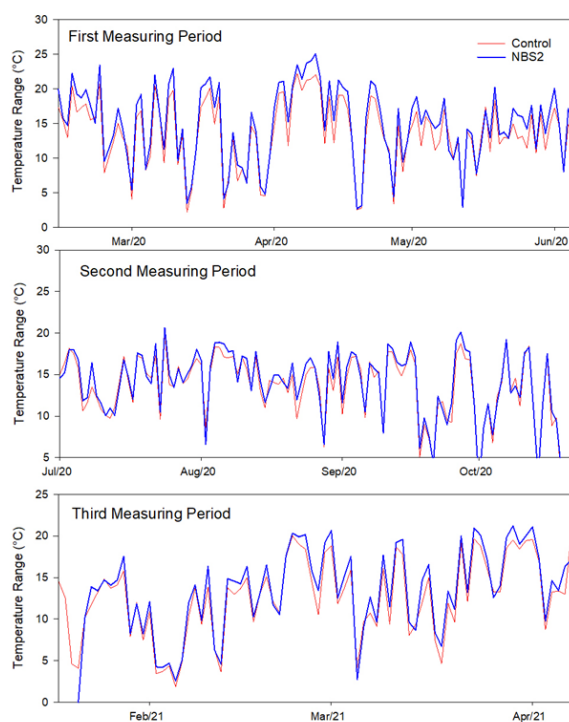 First Measuring Period
Control
NBS2
Temperature Range (°C)
30
25
20
15
10
5
0
Mar/20 Apr/20 May/20 Jun/20
Second Measuring Period
Temperature Range (°C)
30
25
20
15
10
5
Jul/20 Aug/20 Sep/20 Oct/20
Third Measuring Period
Temperature Range (°C)
25
20
15
10
5
0
Feb/21 Mar/21 Apr/21